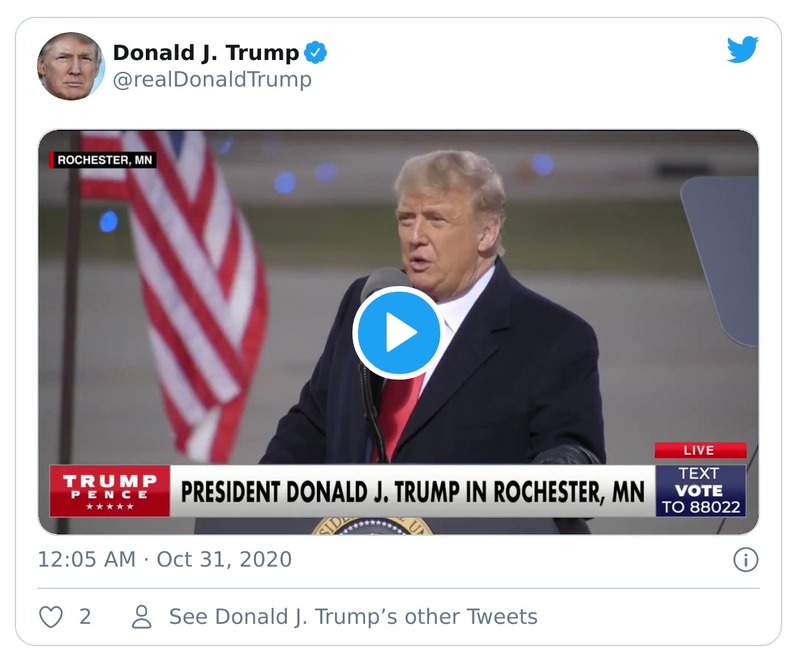 Donald J. Trump
@realDonaldTrump
ROCHESTER, MN
LIVE
TRUMP
PENCE
PRESIDENT DONALD J. TRUMP IN ROCHESTER, MN
TEXT
VOTE
TO 88022
12:05 AM · Oct 31, 2020
2
See Donald J. Trump’s other Tweets